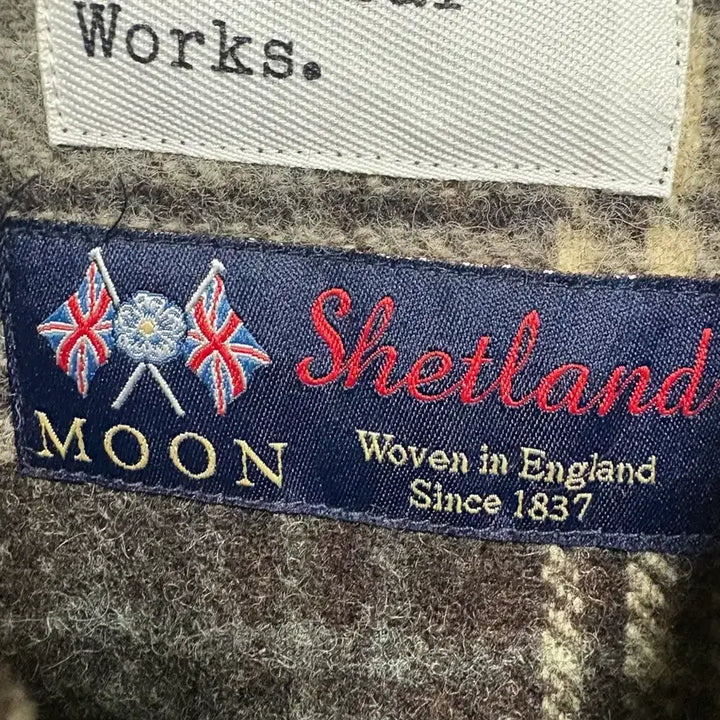 Works.
Shetland
MOON
Woven in England
Since 1837